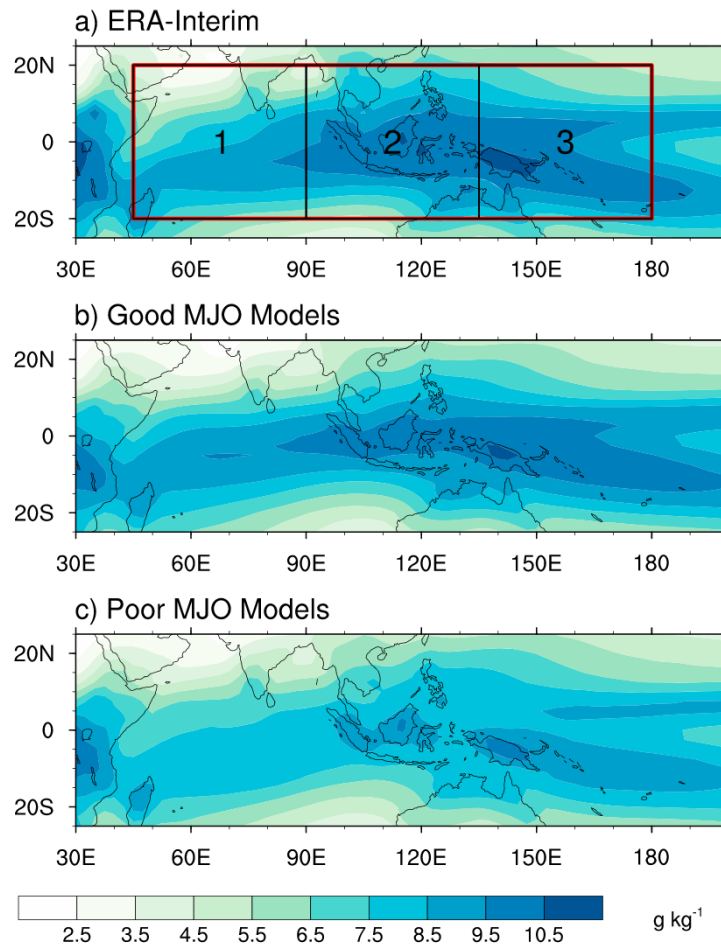 a) ERA-Interim
20N
0
20S
1
2
3
30E 60E 90E 120E 150E 180
b) Good MJO Models
20N
0
20S
30E 60E 90E 120E 150E 180
c) Poor MJO Models
20N
0
20S
30E 60E 90E 120E 150E 180
2.5 3.5 4.5 5.5 6.5 7.5 8.5 9.5 10.5
g kg⁻¹